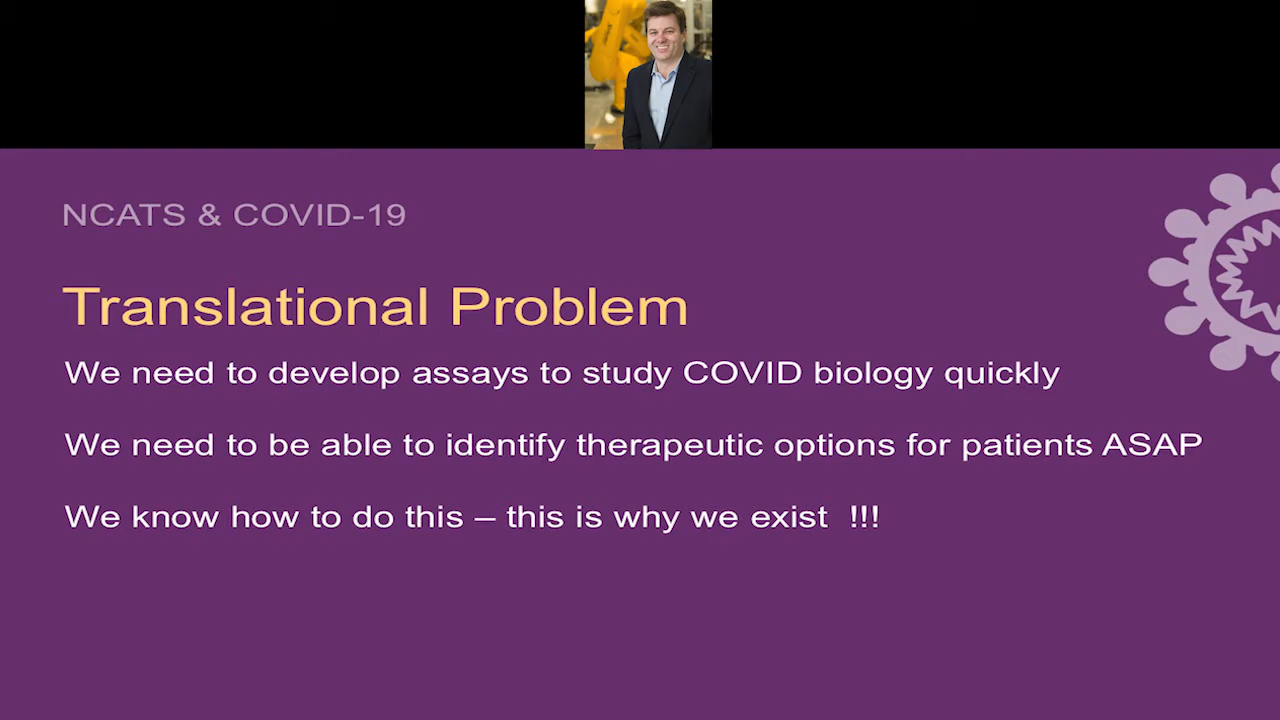 NCATS & COVID-19
Translational Problem
We need to develop assays to study COVID biology quickly
We need to be able to identify therapeutic options for patients ASAP
We know how to do this – this is why we exist  !!!